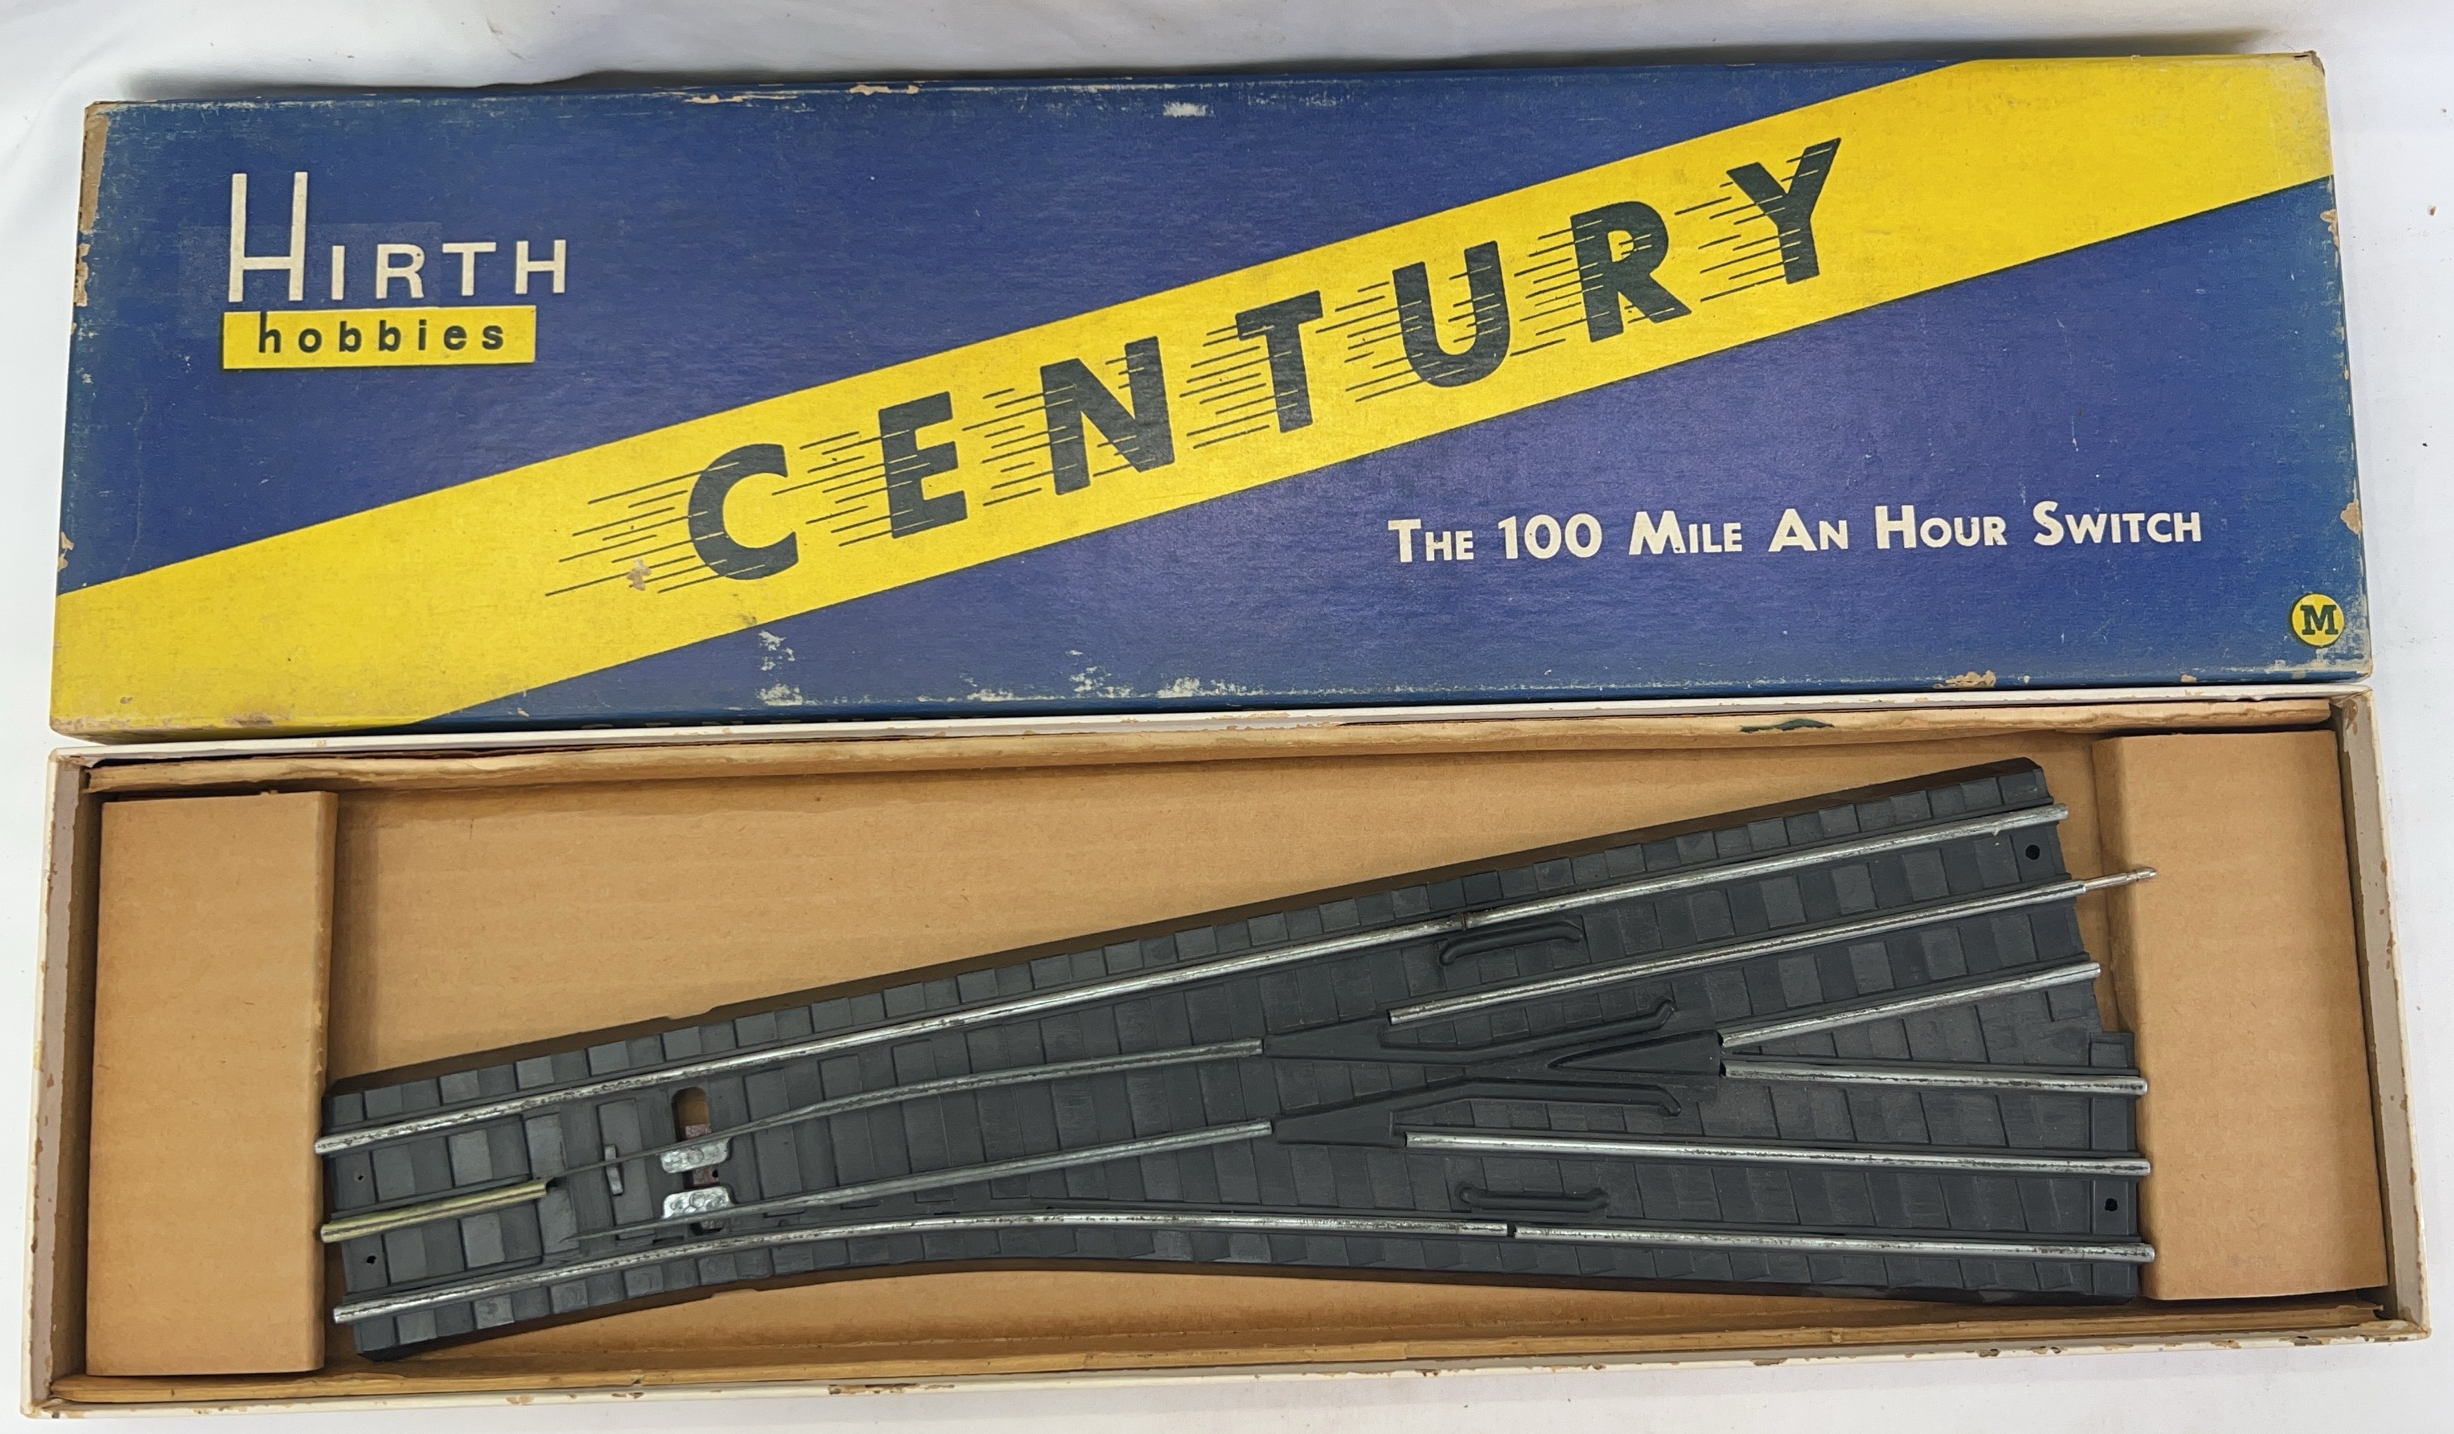 HIRTH
hobbies
CENTURY
THE 100 MILE AN HOUR SWITCH
M